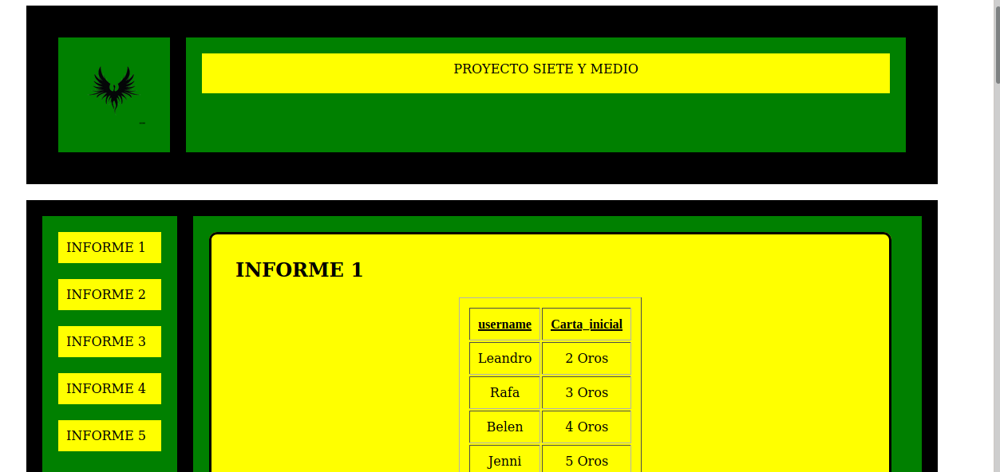 PROYECTO SIETE Y MEDIO
INFORME 1
INFORME 2
INFORME 3
INFORME 4
INFORME 5
INFORME 1
username Carta_inicial
Leandro 2 Oros
Rafa 3 Oros
Belen 4 Oros
Jenni 5 Oros